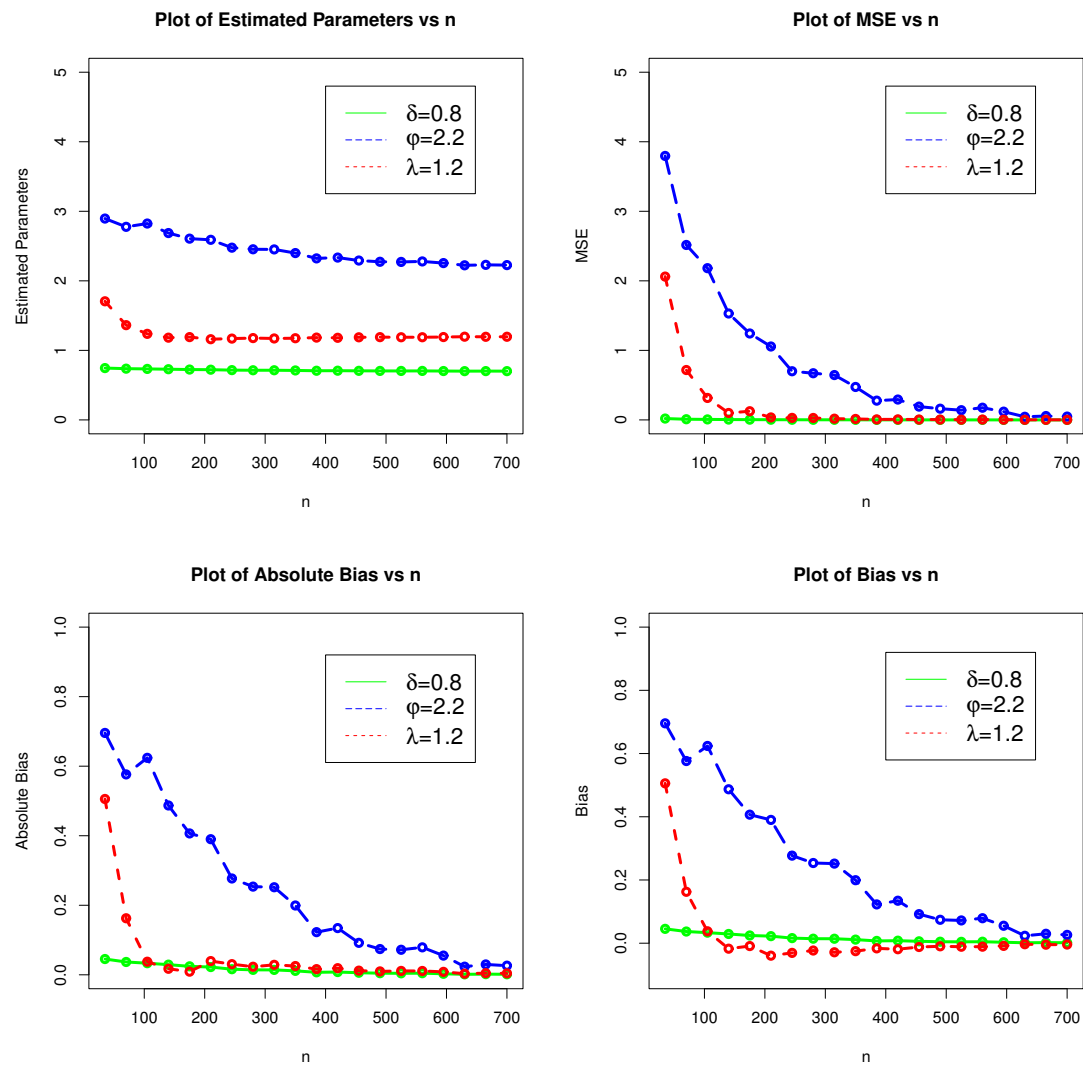 Plot of Estimated Parameters vs n
Estimated Parameters
0 1 2 3 4 5
δ=0.8
φ=2.2
λ=1.2
100 200 300 400 500 600 700
n
Plot of MSE vs n
MSE
0 1 2 3 4 5
δ=0.8
φ=2.2
λ=1.2
100 200 300 400 500 600 700
n
Plot of Absolute Bias vs n
Absolute Bias
0.0 0.2 0.4 0.6 0.8 1.0
δ=0.8
φ=2.2
λ=1.2
100 200 300 400 500 600 700
n
Plot of Bias vs n
Bias
0.0 0.2 0.4 0.6 0.8 1.0
δ=0.8
φ=2.2
λ=1.2
100 200 300 400 500 600 700
n